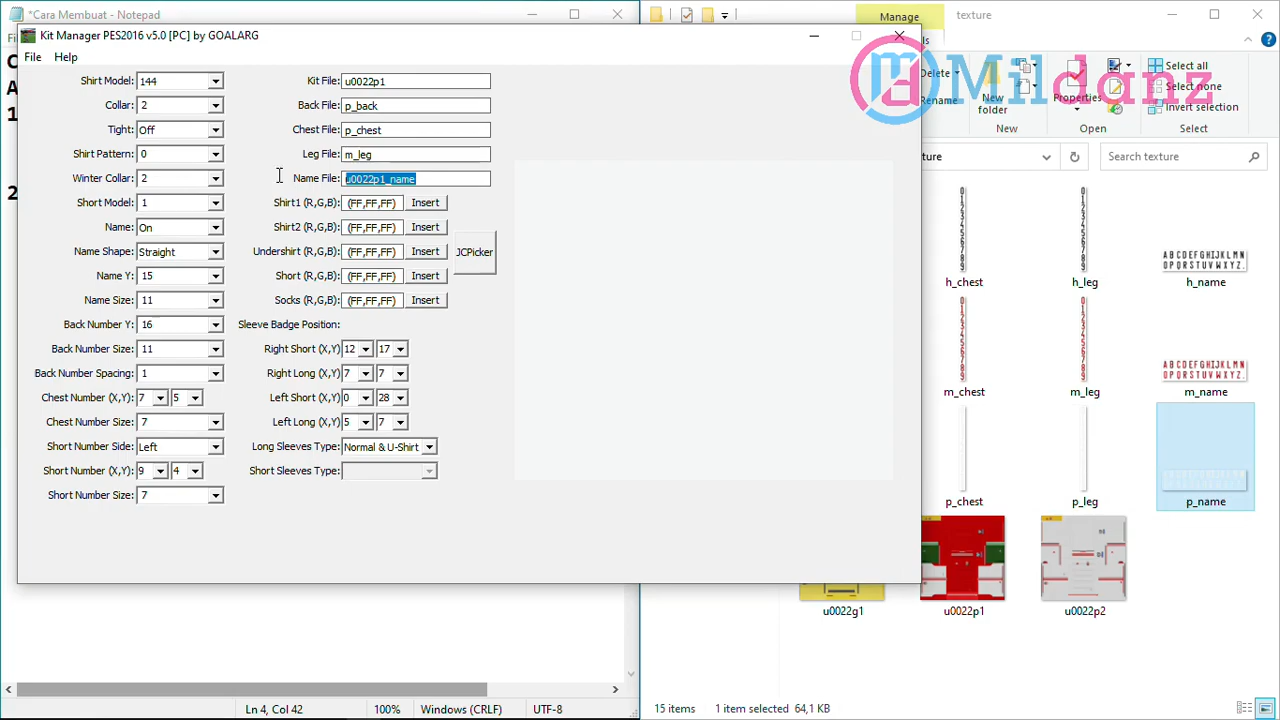 *Cara Membuat - Notepad
Kit Manager PES2016 v5.0 [PC] by GOALARG
File Help
Shirt Model: 144
Collar: 2
Tight: Off
Shirt Pattern: 0
Winter Collar: 2
Short Model: 1
Name: On
Name Shape: Straight
Name Y: 15
Name Size: 11
Back Number Y: 16
Back Number Size: 11
Back Number Spacing: 1
Chest Number (X,Y): 7 5
Chest Number Size: 7
Short Number Side: Left
Short Number (X,Y): 9 4
Short Number Size: 7
Kit File: u0022p1
Back File: p_back
Chest File: p_chest
Leg File: m_leg
Name File: u0022p1_name
Shirt1 (R,G,B): (FF,FF,FF) Insert
Shirt2 (R,G,B): (FF,FF,FF) Insert
Undershirt (R,G,B): (FF,FF,FF) Insert
Short (R,G,B): (FF,FF,FF) Insert
Socks (R,G,B): (FF,FF,FF) Insert
JCPicker
Sleeve Badge Position:
Right Short (X,Y) 12 17
Right Long (X,Y) 7 7
Left Short (X,Y) 0 28
Left Long (X,Y) 5 7
Long Sleeves Type: Normal & U-Shirt
Short Sleeves Type:
Ln 4, Col 42 100% Windows (CRLF) UTF-8
Manage texture
Mildanz
Delete
New folder
Properties
Select all
Select none
Invert selection
New Open Select
Search texture
h_chest h_leg h_name
m_chest m_leg m_name
p_chest p_leg p_name
u0022g1 u0022p1 u0022p2
15 items 1 item selected 64,1 KB